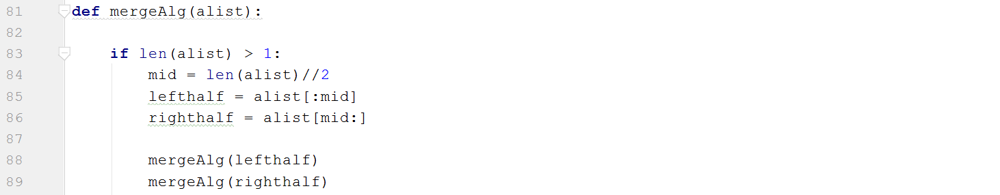 81 def mergeAlg(alist):
82
83 if len(alist) > 1:
84 mid = len(alist)//2
85 lefthalf = alist[:mid]
86 righthalf = alist[mid:]
87
88 mergeAlg(lefthalf)
89 mergeAlg(righthalf)